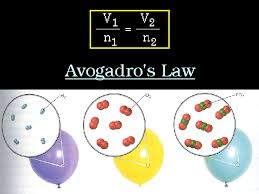 V₁ = V₂
n₁ n₂
Avogadro's Law